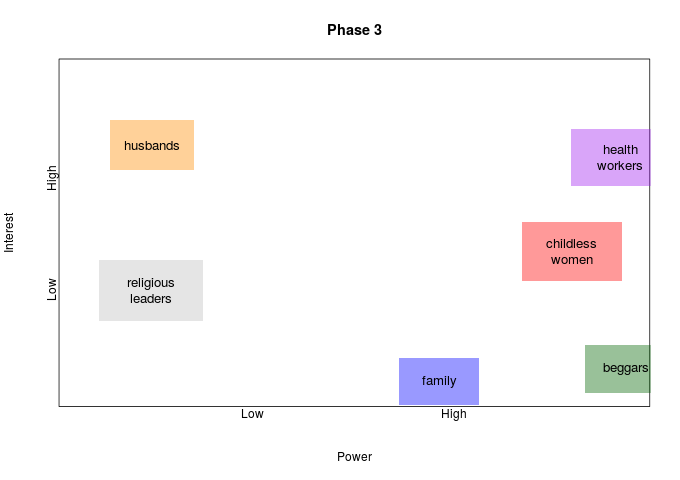 Phase 3
husbands
health
workers
High
childless
women
Interest
religious
leaders
Low
beggars
family
Low
High
Power